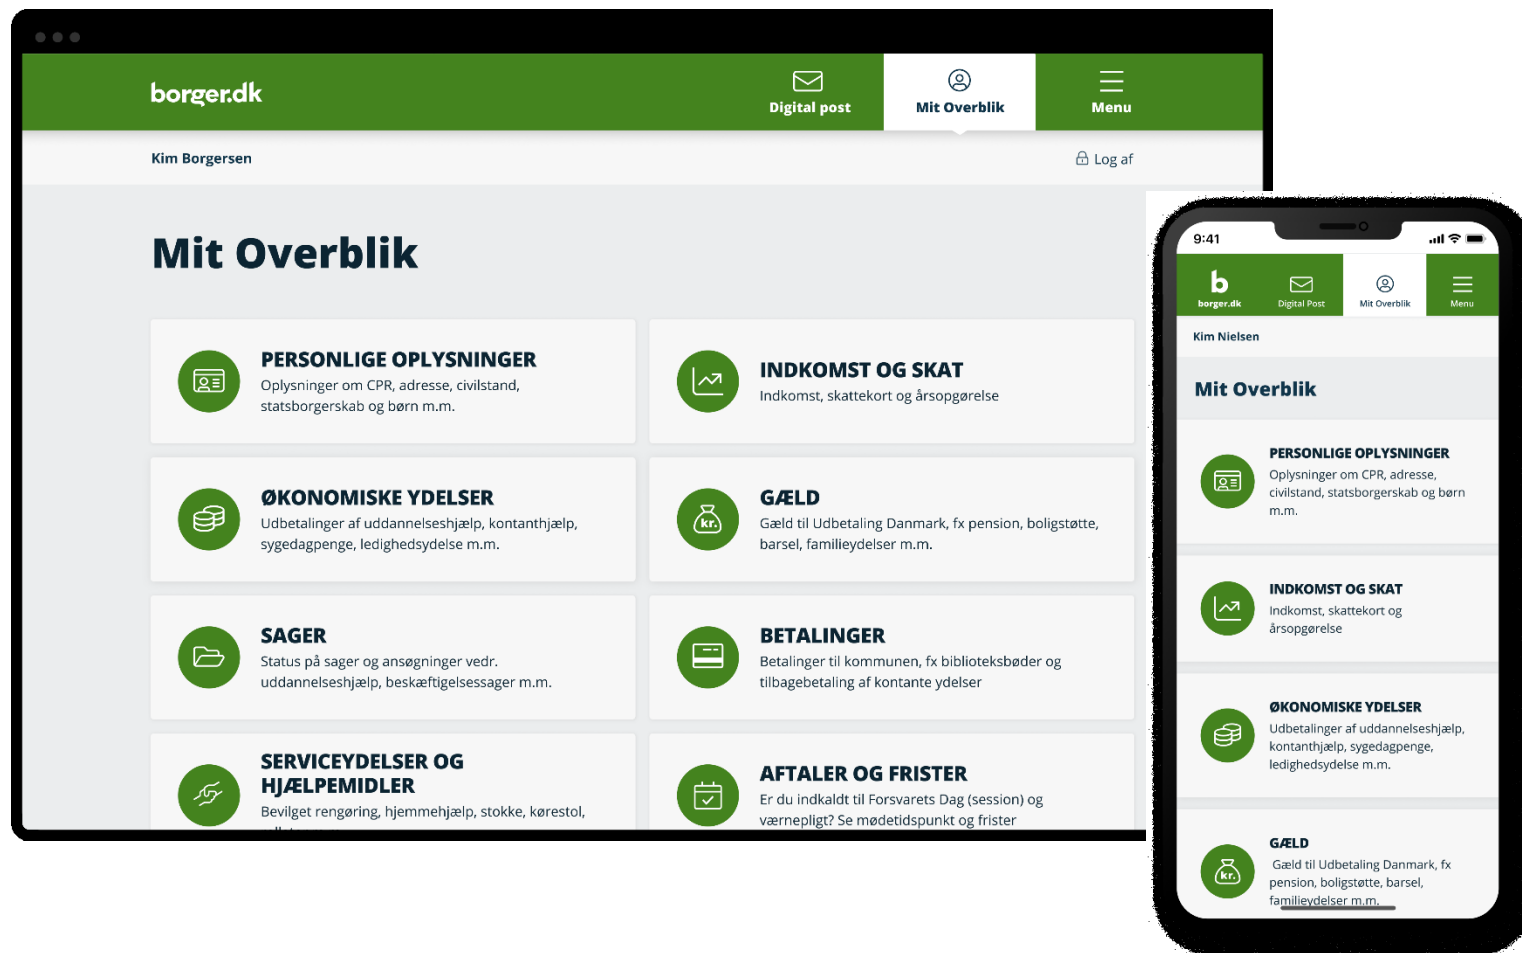 borger.dk
Digital post
Mit Overblik
Menu
Kim Borgersen
Log af
Mit Overblik
PERSONLIGE OPLYSNINGER
Oplysninger om CPR, adresse, civilstand,
statsborgerskab og børn m.m.
INDKOMST OG SKAT
Indkomst, skattekort og årsopgørelse
ØKONOMISKE YDELSER
Udbetalinger af uddannelseshjælp, kontanthjælp,
sygedagpenge, ledighedsydelse m.m.
kr.
GÆLD
Gæld til Udbetaling Danmark, fx pension, boligstøtte,
barsel, familieydelser m.m.
SAGER
Status på sager og ansøgninger vedr.
uddannelseshjælp, beskæftigelsessager m.m.
BETALINGER
Betalinger til kommunen, fx biblioteksbøder og
tilbagebetaling af kontante ydelser
SERVICEYDELSER OG
HJÆLPEMIDLER
Bevilget rengøring, hjemmehjælp, stokke, kørestol,
AFTALER OG FRISTER
Er du indkaldt til Forsvarets Dag (session) og
værnepligt? Se mødetidspunkt og frister
9:41
b
borger.dk
Digital Post
Mit Overblik
Menu
Kim Nielsen
Mit Overblik
PERSONLIGE OPLYSNINGER
Oplysninger om CPR, adresse,
civilstand, statsborgerskab og børn
m.m.
INDKOMST OG SKAT
Indkomst, skattekort og
årsopgørelse
ØKONOMISKE YDELSER
Udbetalinger af uddannelseshjælp,
kontanthjælp, sygedagpenge,
ledighedsydelse m.m.
kr.
GÆLD
Gæld til Udbetaling Danmark, fx
pension, boligstøtte, barsel,
familieydelser m.m.